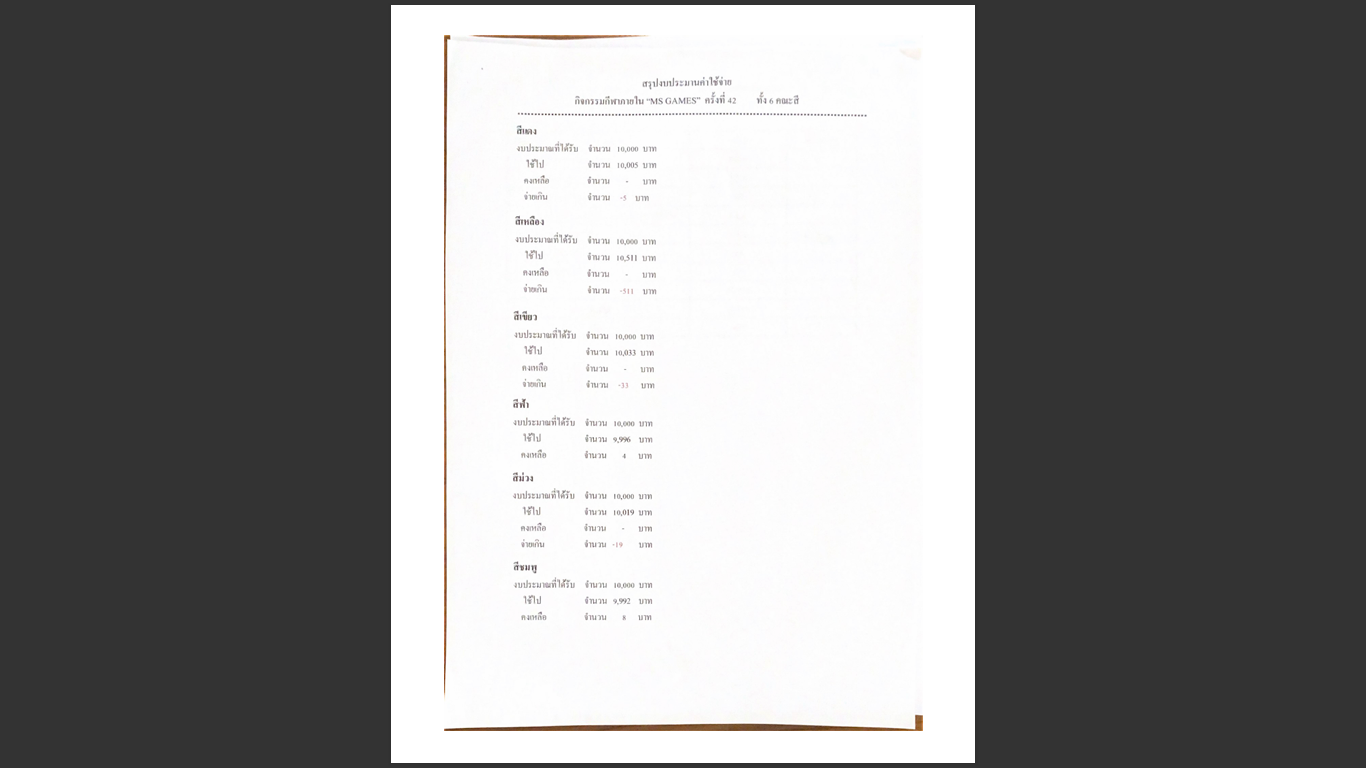 สรุปงบประมานค่าใช้จ่าย
กิจกรรมกีฬาภายใน “MS GAMES” ครั้งที่ 42 ทั้ง 6 คณะสี
สีแดง
งบประมาณที่ได้รับ จำนวน 10,000 บาท
ใช้ไป จำนวน 10,005 บาท
คงเหลือ จำนวน - บาท
จ่ายเกิน จำนวน -5 บาท
สีเหลือง
งบประมาณที่ได้รับ จำนวน 10,000 บาท
ใช้ไป จำนวน 10,511 บาท
คงเหลือ จำนวน - บาท
จ่ายเกิน จำนวน -511 บาท
สีเขียว
งบประมาณที่ได้รับ จำนวน 10,000 บาท
ใช้ไป จำนวน 10,033 บาท
คงเหลือ จำนวน - บาท
จ่ายเกิน จำนวน -33 บาท
สีฟ้า
งบประมาณที่ได้รับ จำนวน 10,000 บาท
ใช้ไป จำนวน 9,996 บาท
คงเหลือ จำนวน 4 บาท
สีม่วง
งบประมาณที่ได้รับ จำนวน 10,000 บาท
ใช้ไป จำนวน 10,019 บาท
คงเหลือ จำนวน - บาท
จ่ายเกิน จำนวน -19 บาท
สีชมพู
งบประมาณที่ได้รับ จำนวน 10,000 บาท
ใช้ไป จำนวน 9,992 บาท
คงเหลือ จำนวน 8 บาท